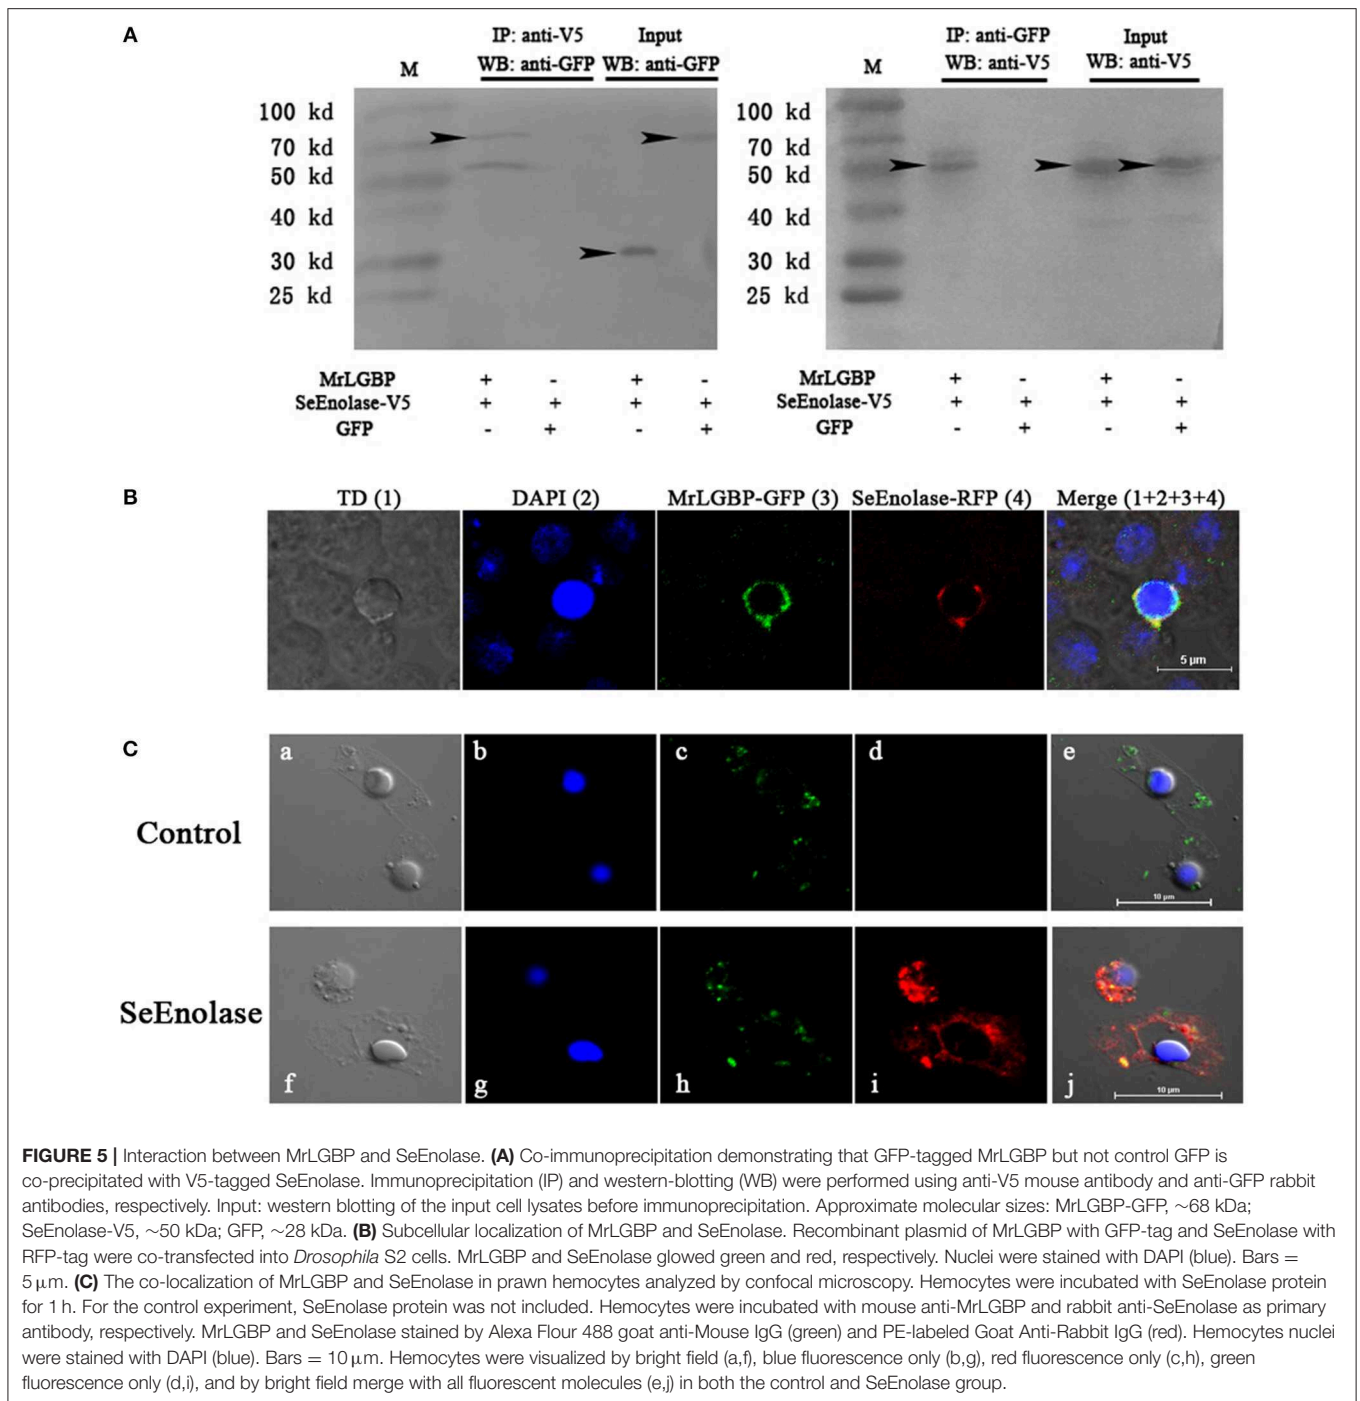 A
IP: anti-V5 Input
WB: anti-GFP WB: anti-GFP
M
100 kd
70 kd
50 kd
40 kd
30 kd
25 kd
MrLGBP + - + -
SeEnolase-V5 + + + +
GFP - + - +
IP: anti-GFP Input
WB: anti-V5 WB: anti-V5
M
100 kd
70 kd
50 kd
40 kd
30 kd
25 kd
MrLGBP + - + -
SeEnolase-V5 + + + +
GFP - + - +
B
TD (1) DAPI (2) MrLGBP-GFP (3) SeEnolase-RFP (4) Merge (1+2+3+4)
5 µm
C
a b c d e
Control
10 µm
SeEnolase
f g h i j
10 µm
FIGURE 5 | Interaction between MrLGBP and SeEnolase. (A) Co-immunoprecipitation demonstrating that GFP-tagged MrLGBP but not control GFP is
co-precipitated with V5-tagged SeEnolase. Immunoprecipitation (IP) and western-blotting (WB) were performed using anti-V5 mouse antibody and anti-GFP rabbit
antibodies, respectively. Input: western blotting of the input cell lysates before immunoprecipitation. Approximate molecular sizes: MrLGBP-GFP, ~68 kDa;
SeEnolase-V5, ~50 kDa; GFP, ~28 kDa. (B) Subcellular localization of MrLGBP and SeEnolase. Recombinant plasmid of MrLGBP with GFP-tag and SeEnolase with
RFP-tag were co-transfected into Drosophila S2 cells. MrLGBP and SeEnolase glowed green and red, respectively. Nuclei were stained with DAPI (blue). Bars =
5 µm. (C) The co-localization of MrLGBP and SeEnolase in prawn hemocytes analyzed by confocal microscopy. Hemocytes were incubated with SeEnolase protein
for 1 h. For the control experiment, SeEnolase protein was not included. Hemocytes were incubated with mouse anti-MrLGBP and rabbit anti-SeEnolase as primary
antibody, respectively. MrLGBP and SeEnolase stained by Alexa Flour 488 goat anti-Mouse IgG (green) and PE-labeled Goat Anti-Rabbit IgG (red). Hemocytes nuclei
were stained with DAPI (blue). Bars = 10 µm. Hemocytes were visualized by bright field (a,f), blue fluorescence only (b,g), red fluorescence only (c,h), green
fluorescence only (d,i), and by bright field merge with all fluorescent molecules (e,j) in both the control and SeEnolase group.